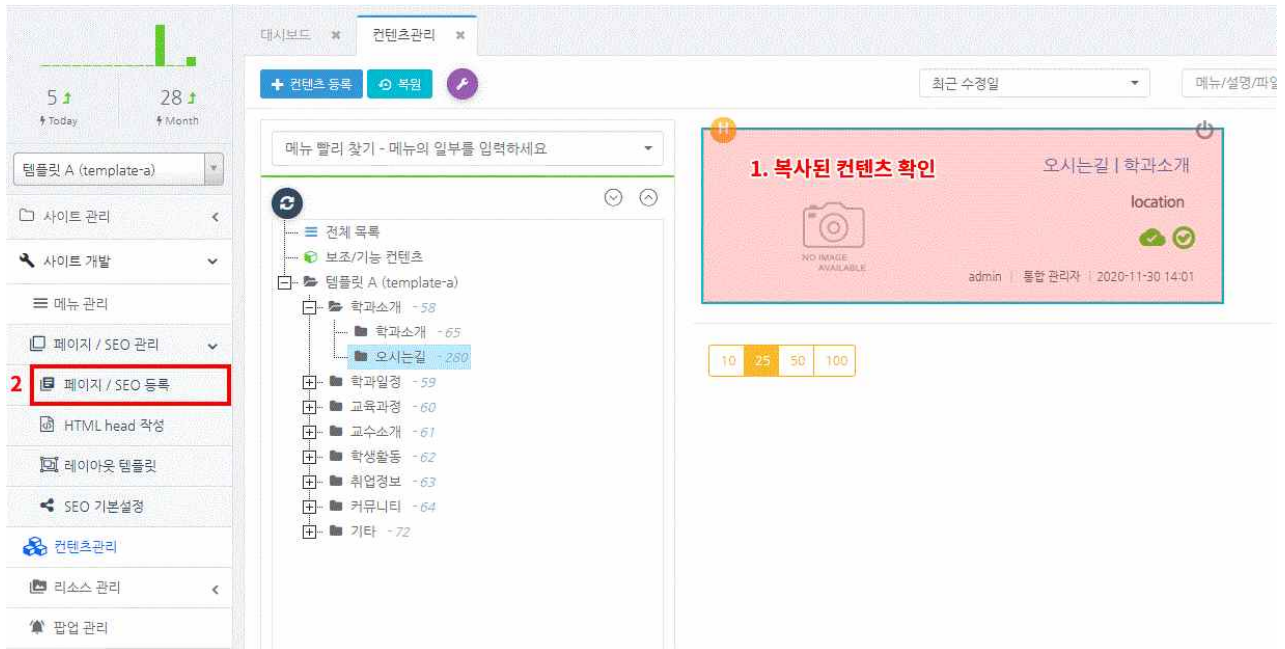 5
28
Today
Month
템플릿 A (template-a)
사이트 관리
사이트 개발
메뉴 관리
페이지 / SEO 관리
2
페이지 / SEO 등록
HTML head 작성
레이아웃 템플릿
SEO 기본설정
컨텐츠관리
리소스 관리
팝업 관리
대시보드 × 컨텐츠관리 ×
+ 컨텐츠 등록 복원
최근 수정일
메뉴/설명/파일
메뉴 빨리 찾기 - 메뉴의 일부를 입력하세요
전체 목록
보조/기능 컨텐츠
템플릿 A (template-a)
학과소개 - 58
학과소개 - 65
오시는길 - 280
학과일정 - 59
교육과정 - 60
교수소개 - 61
학생활동 - 62
취업정보 - 63
커뮤니티 - 64
기타 - 72
H
1. 복사된 컨텐츠 확인
오시는길 | 학과소개
location
NO IMAGE
AVAILABLE
admin | 통합 관리자 | 2020-11-30 14:01
10 25 50 100